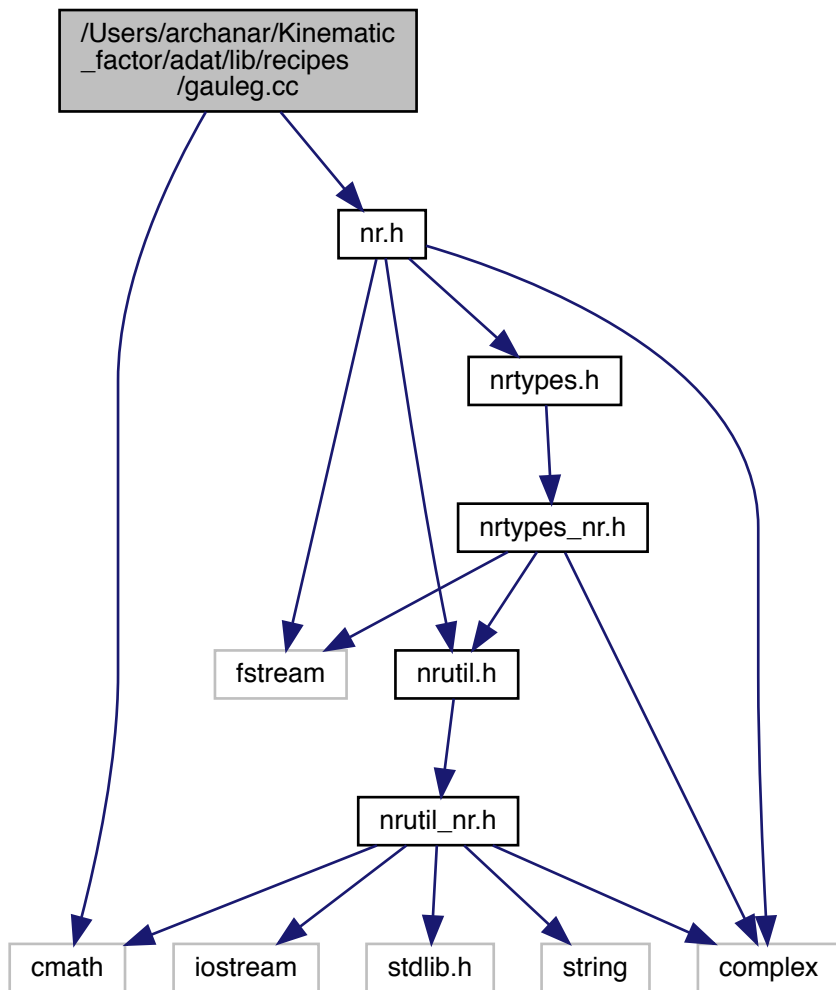 /Users/archanar/Kinematic
_factor/adat/lib/recipes
/gauleg.cc
nr.h
nrtypes.h
nrtypes_nr.h
fstream
nrutil.h
nrutil_nr.h
cmath
iostream
stdlib.h
string
complex